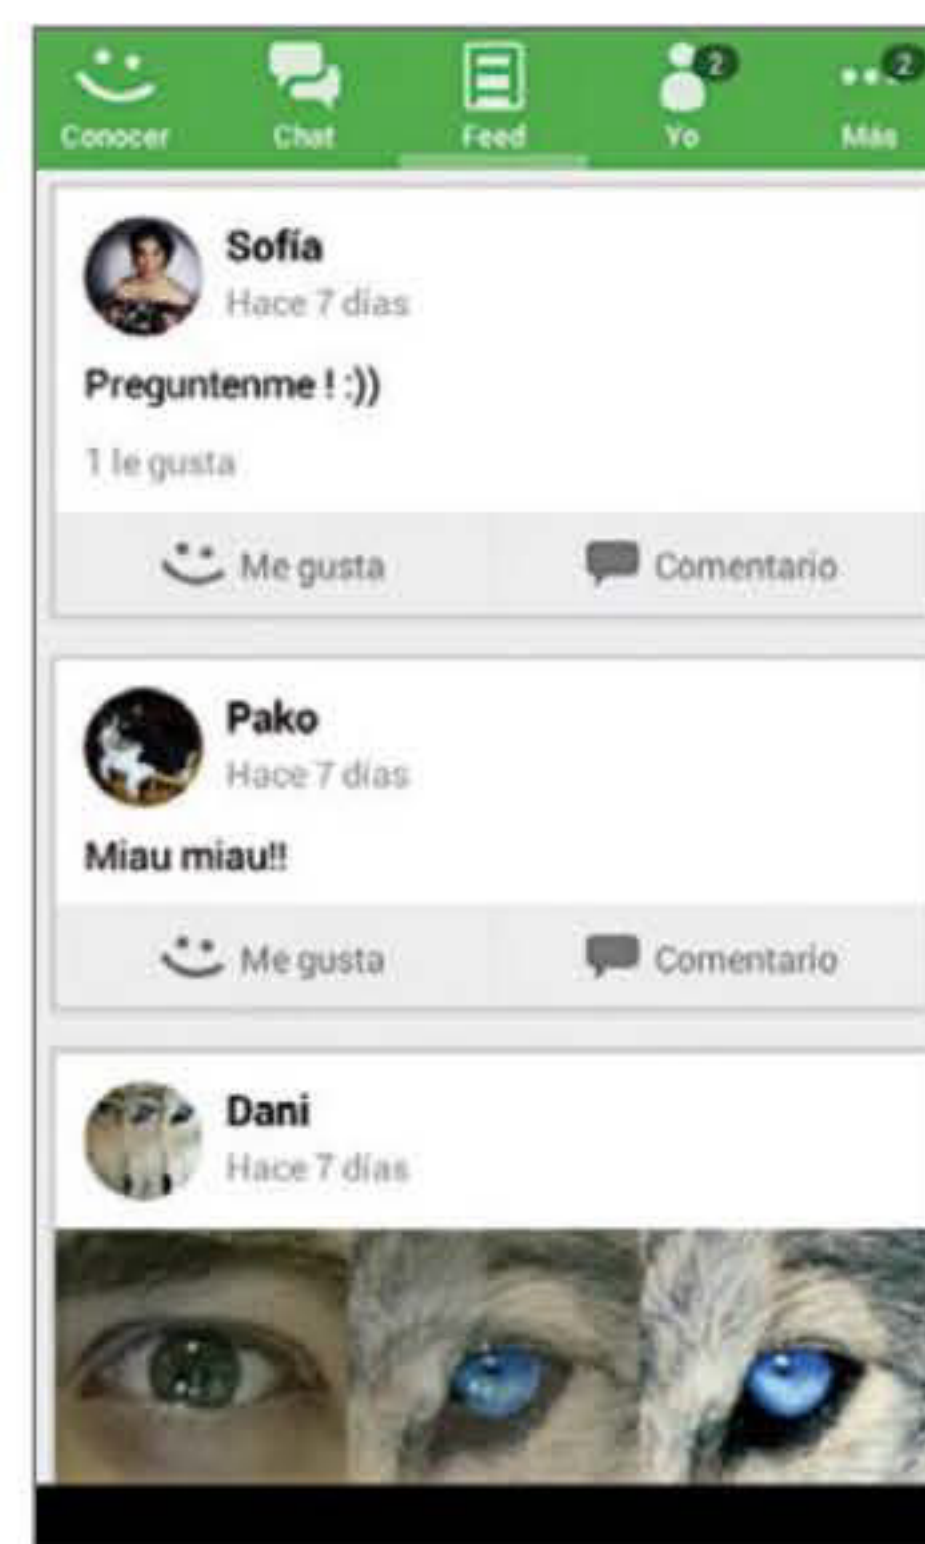 2
2
Conocer
Chat
Feed
Yo
Más
Sofía
Hace 7 días
Preguntenme ! :))
1 le gusta
Me gusta
Comentario
Pako
Hace 7 días
Miau miau!!
Me gusta
Comentario
Dani
Hace 7 días